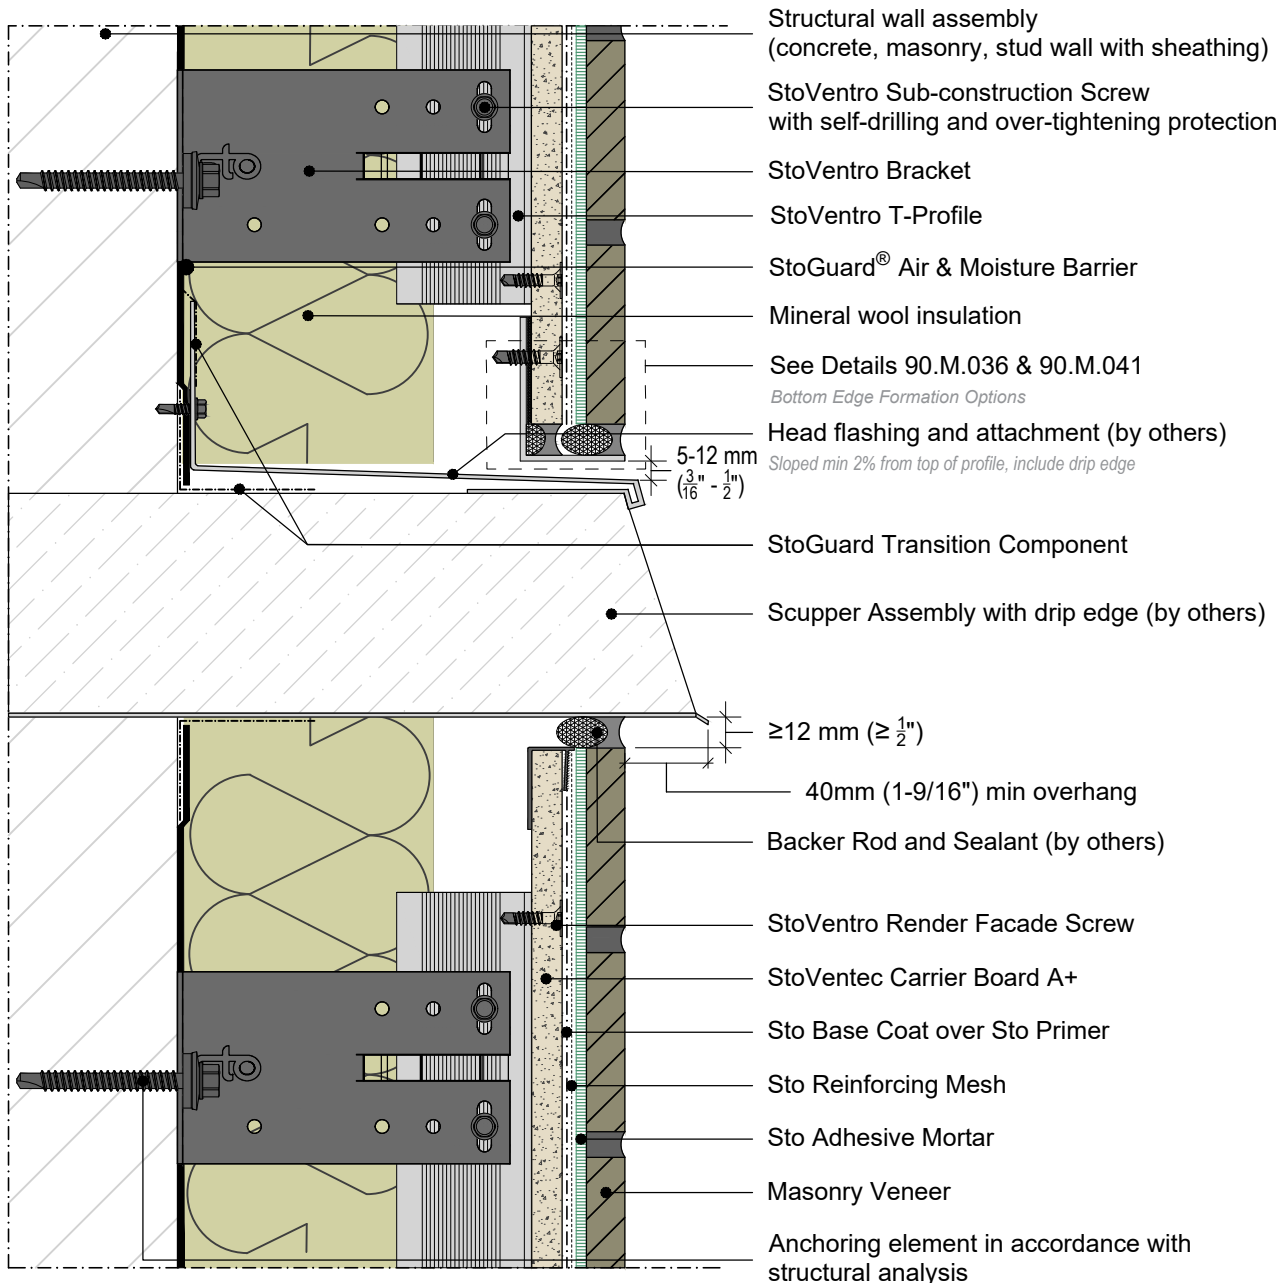 Structural wall assembly
(concrete, masonry, stud wall with sheathing)
StoVentro Sub-construction Screw
with self-drilling and over-tightening protection
StoVentro Bracket
StoVentro T-Profile
StoGuard® Air & Moisture Barrier
Mineral wool insulation
See Details 90.M.036 & 90.M.041
Bottom Edge Formation Options
Head flashing and attachment (by others)
Sloped min 2% from top of profile, include drip edge
5-12 mm
(3/16" - 1/2")
StoGuard Transition Component
Scupper Assembly with drip edge (by others)
≥12 mm (≥ 1/2")
40mm (1-9/16") min overhang
Backer Rod and Sealant (by others)
StoVentro Render Facade Screw
StoVentec Carrier Board A+
Sto Base Coat over Sto Primer
Sto Reinforcing Mesh
Sto Adhesive Mortar
Masonry Veneer
Anchoring element in accordance with
structural analysis